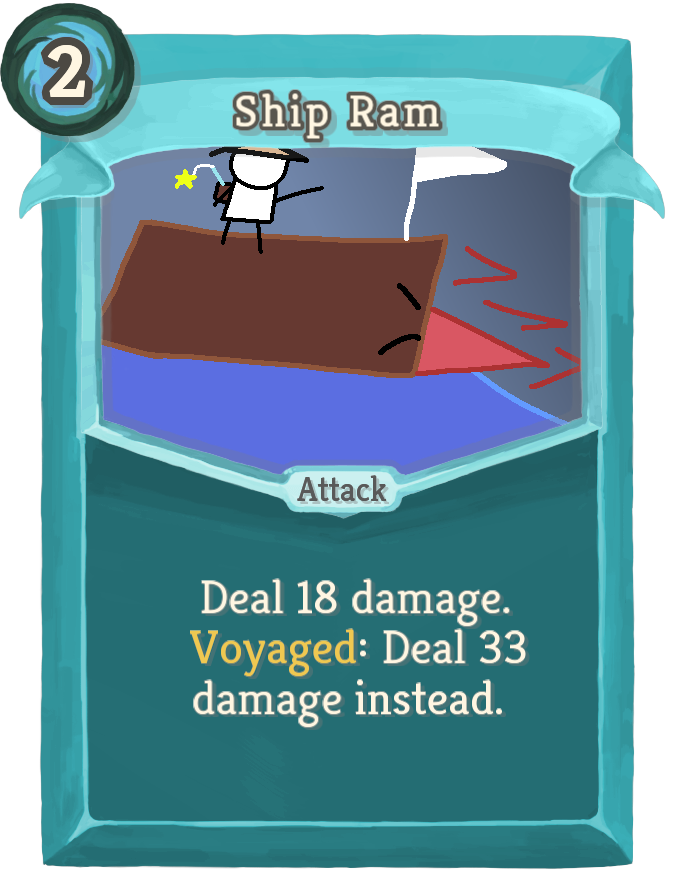 2
Ship Ram
Attack
Deal 18 damage.
Voyaged: Deal 33
damage instead.